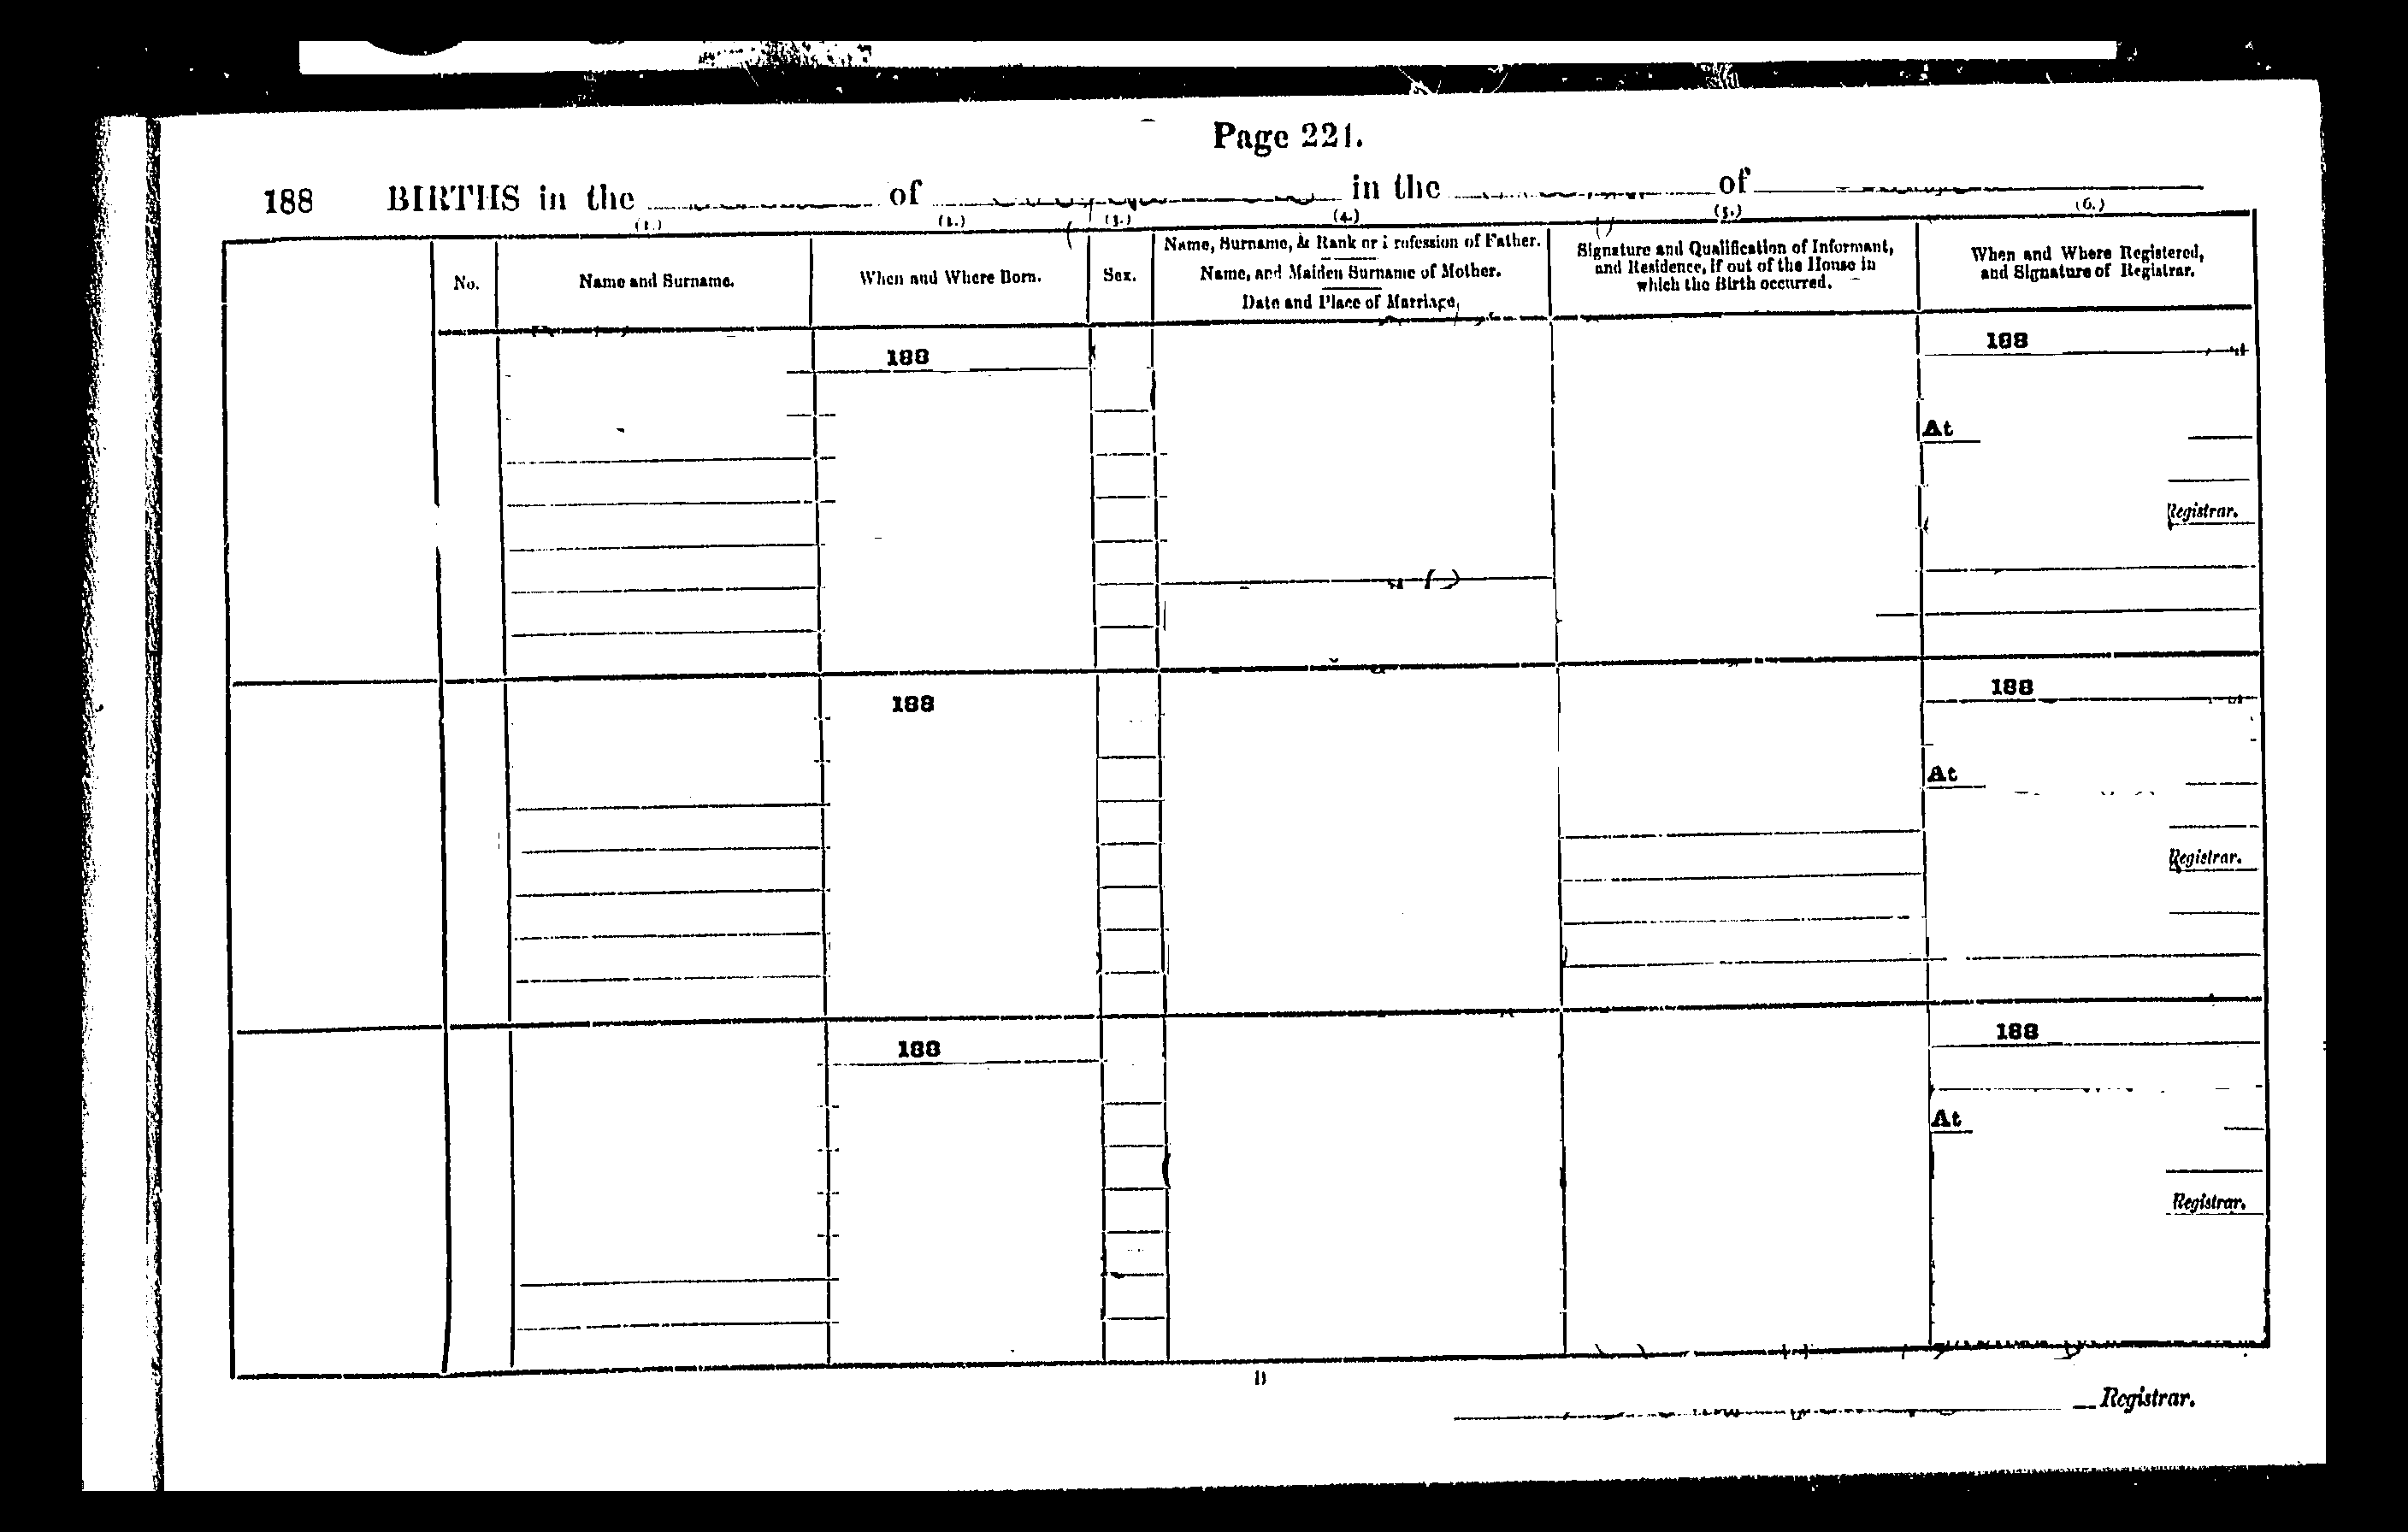 Page 221.
188 BIRTHS in the of in the of
(1.) (2.) (3.) (4.) (5.) (6.)
No.
Name and Surname.
When and Where Born.
Sex.
Name, Surname, & Rank or Profession of Father.
Name, and Maiden Surname of Mother.
Date and Place of Marriage.
Signature and Qualification of Informant,
and Residence, if out of the House in
which the Birth occurred.
When and Where Registered,
and Signature of Registrar.
188 188
At
Registrar.
188 188
At
Registrar.
188 188
At
Registrar.
Registrar.